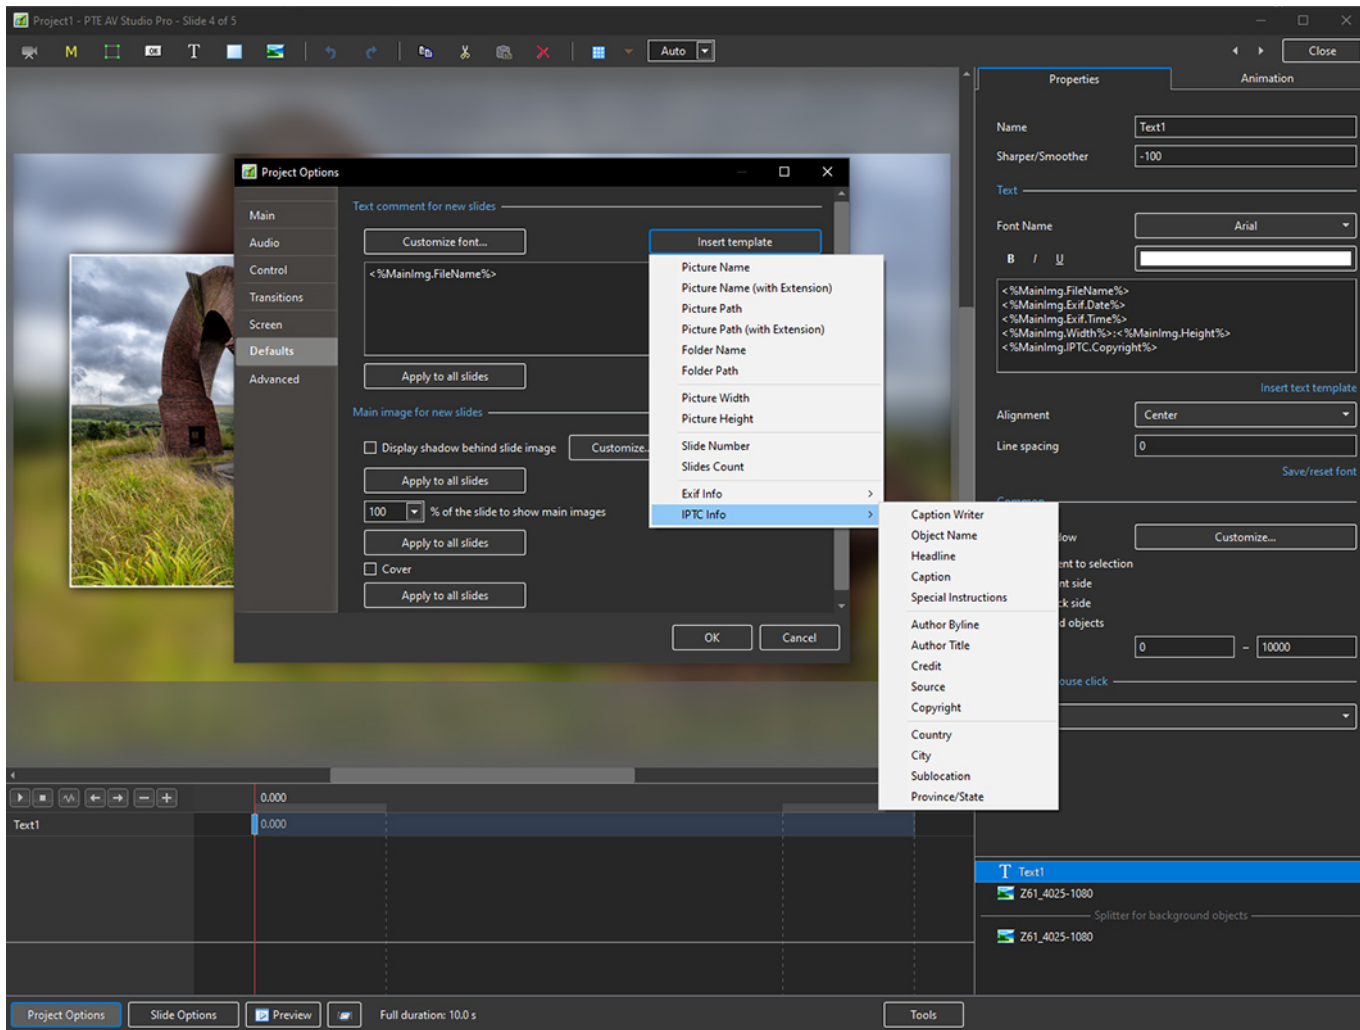 Project1 - PTE AV Studio Pro - Slide 4 of 5
M
OK
T
Auto
Close
Properties
Animation
Name
Text1
Sharper/Smoother
-100
Text
Font Name
Arial
B I U
<%MainImg.FileName%>
<%MainImg.Exif.Date%>
<%MainImg.Exif.Time%>
<%MainImg.Width%>:<%MainImg.Height%>
<%MainImg.IPTC.Copyright%>
Insert text template
Alignment
Center
Line spacing
0
Save/reset font
Common
low
Customize...
ent to selection
nt side
ck side
d objects
0 - 10000
ouse click
Project Options
Main
Audio
Control
Transitions
Screen
Defaults
Advanced
Text comment for new slides
Customize font...
Insert template
<%MainImg.FileName%>
Apply to all slides
Main image for new slides
Display shadow behind slide image
Customize..
Apply to all slides
100
% of the slide to show main images
Apply to all slides
Cover
Apply to all slides
OK
Cancel
Picture Name
Picture Name (with Extension)
Picture Path
Picture Path (with Extension)
Folder Name
Folder Path
Picture Width
Picture Height
Slide Number
Slides Count
Exif Info
IPTC Info
Caption Writer
Object Name
Headline
Caption
Special Instructions
Author Byline
Author Title
Credit
Source
Copyright
Country
City
Sublocation
Province/State
0.000
Text1
0.000
T Text1
Z61_4025-1080
Splitter for background objects
Z61_4025-1080
Project Options
Slide Options
Preview
Full duration: 10.0 s
Tools